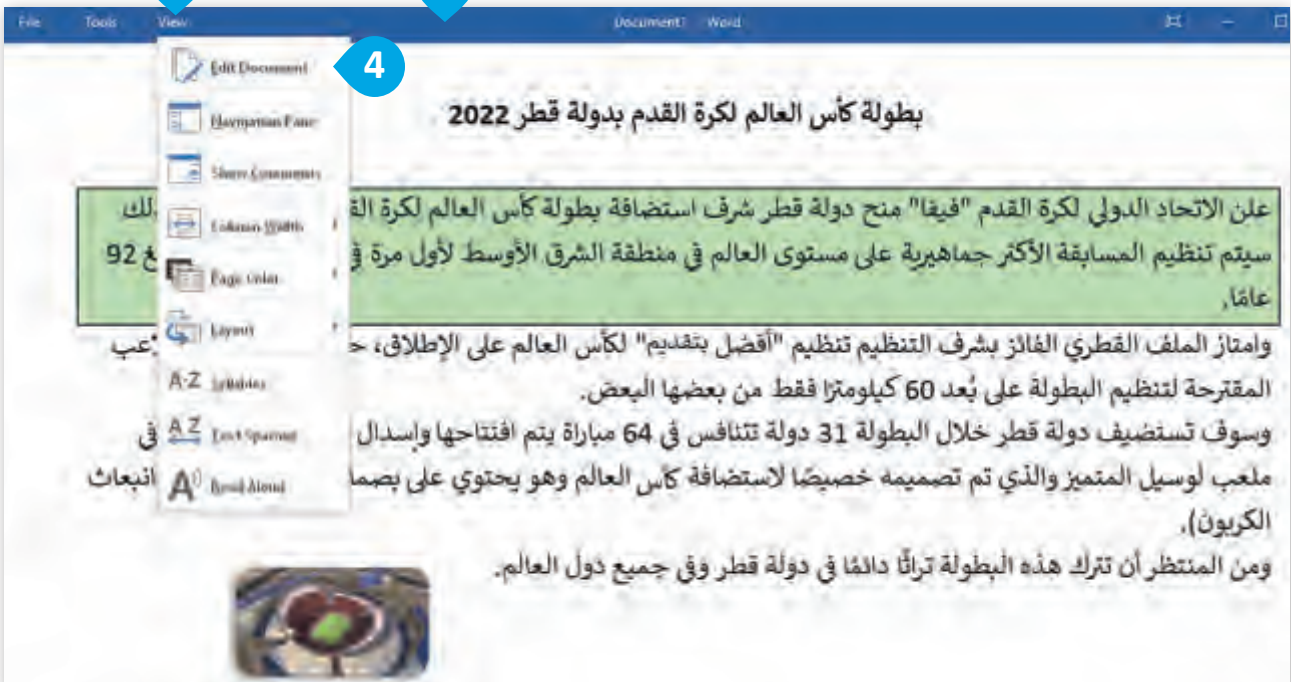 File Tools View Document1 Word
Edit Document
4
Navigation Pane
Show Comments
Column Width
Page Color
Layout
A-Z Syllables
A Z Text Spacing
A Read Aloud
بطولة كأس العالم لكرة القدم بدولة قطر 2022
علن الاتحاد الدولي لكرة القدم "فيفا" منح دولة قطر شرف استضافة بطولة كأس العالم لكرة
سيتم تنظيم المسابقة الأكثر جماهيرية على مستوى العالم في منطقة الشرق الأوسط لأول مرة 92
عامًا.
وامتاز الملف القطري الفائز بشرف التنظيم تنظيم "أفضل بتقديم" لكأس العالم على الإطلاق،
المقترحة لتنظيم البطولة على بُعد 60 كيلومترًا فقط من بعضها البعض.
وسوف تستضيف دولة قطر خلال البطولة 31 دولة تتنافس في 64 مباراة يتم افتتاحها وإسدال في
ملعب لوسيل المتميز والذي تم تصميمه خصيصًا لاستضافة كأس العالم وهو يحتوي على انبعاث
الكربون).
ومن المنتظر أن تترك هذه البطولة تراثًا دائمًا في دولة قطر وفي جميع دول العالم.